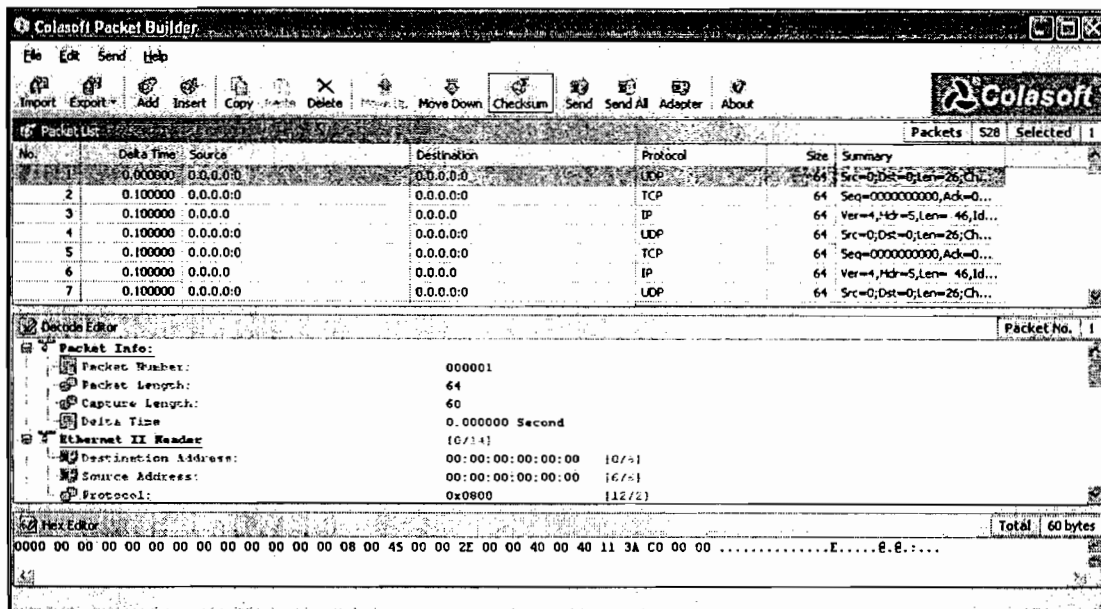 Colasoft Packet Builder
File Edit Send Help
Import Export Add Insert Copy Delete Move Down Checksum Send Send All Adapter About
Colasoft
Packet List Packets 528 Selected 1
No. Delta Time Source Destination Protocol Size Summary
1 0.000000 0.0.0.0:0 0.0.0.0:0 UDP 64 Src=0;Dst=0;Len=26;Ch...
2 0.100000 0.0.0.0:0 0.0.0.0:0 TCP 64 Seq=0000000000,Ack=0...
3 0.100000 0.0.0.0 0.0.0.0 IP 64 Ver=4,Hdr=5,Len= 46,Id...
4 0.100000 0.0.0.0:0 0.0.0.0:0 UDP 64 Src=0;Dst=0;Len=26;Ch...
5 0.100000 0.0.0.0:0 0.0.0.0:0 TCP 64 Seq=0000000000,Ack=0...
6 0.100000 0.0.0.0 0.0.0.0 IP 64 Ver=4,Hdr=5,Len= 46,Id...
7 0.100000 0.0.0.0:0 0.0.0.0:0 UDP 64 Src=0;Dst=0;Len=26;Ch...
Decode Editor Packet No. 1
Packet Info:
Packet Number: 000001
Packet Length: 64
Capture Length: 60
Delta Time 0.000000 Second
Ethernet II Header [0/14]
Destination Address: 00:00:00:00:00:00 [0/6]
Source Address: 00:00:00:00:00:00 [6/6]
Protocol: 0x0800 [12/2]
Hex Editor Total 60 bytes
0000 00 00 00 00 00 00 00 00 00 00 00 00 08 00 45 00 00 2E 00 00 40 00 40 11 3A C0 00 00 ..............E.....@.@.:...